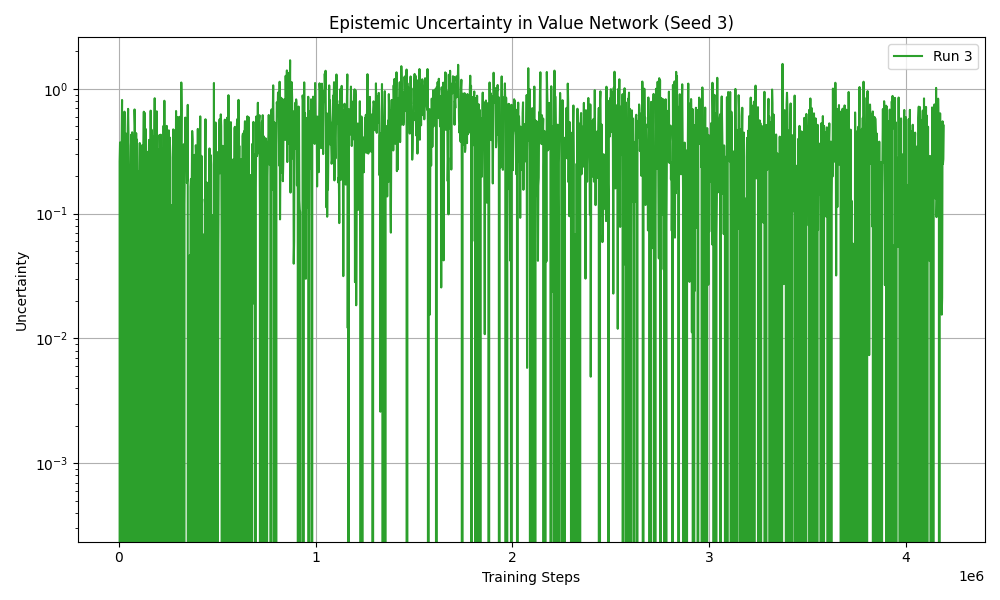 Epistemic Uncertainty in Value Network (Seed 3)
Run 3
Uncertainty
10^0
10^-1
10^-2
10^-3
0 1 2 3 4
1e6
Training Steps